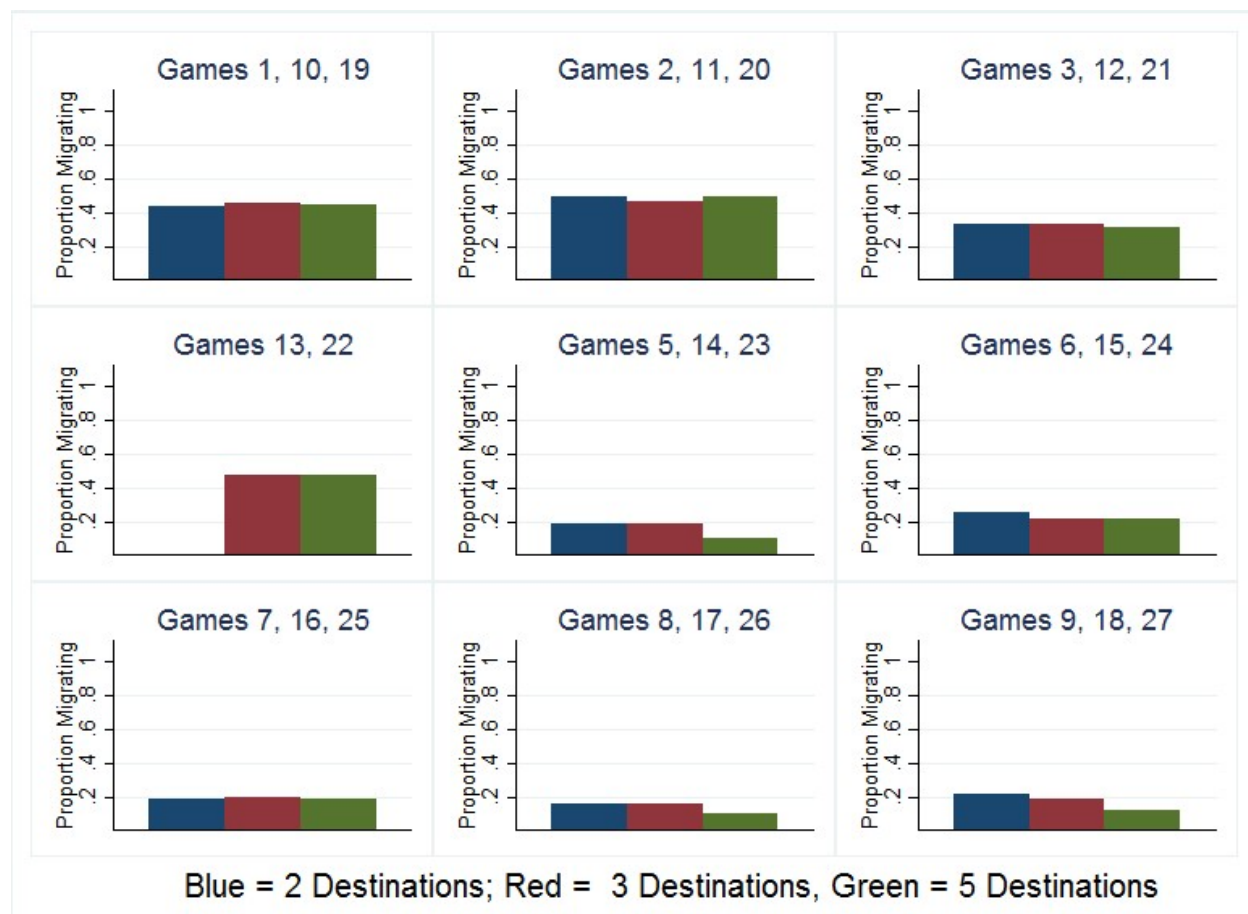 Games 1, 10, 19
Proportion Migrating
.2 .4 .6 .8 1
Games 2, 11, 20
Proportion Migrating
.2 .4 .6 .8 1
Games 3, 12, 21
Proportion Migrating
.2 .4 .6 .8 1
Games 13, 22
Proportion Migrating
.2 .4 .6 .8 1
Games 5, 14, 23
Proportion Migrating
.2 .4 .6 .8 1
Games 6, 15, 24
Proportion Migrating
.2 .4 .6 .8 1
Games 7, 16, 25
Proportion Migrating
.2 .4 .6 .8 1
Games 8, 17, 26
Proportion Migrating
.2 .4 .6 .8 1
Games 9, 18, 27
Proportion Migrating
.2 .4 .6 .8 1
Blue = 2 Destinations; Red =  3 Destinations, Green = 5 Destinations